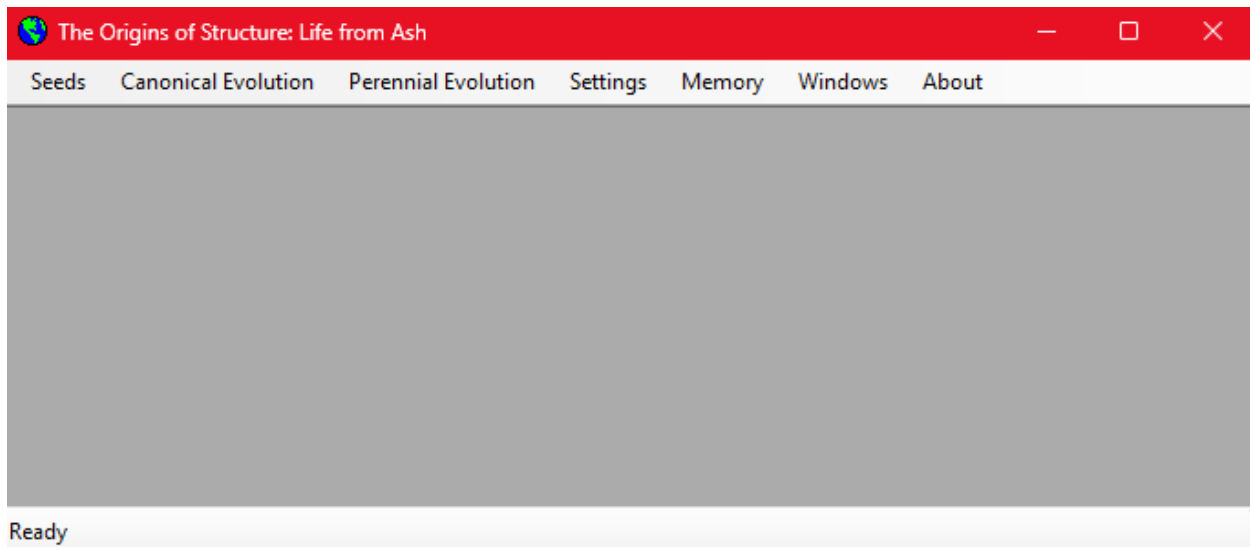 The Origins of Structure: Life from Ash
Seeds Canonical Evolution Perennial Evolution Settings Memory Windows About
Ready